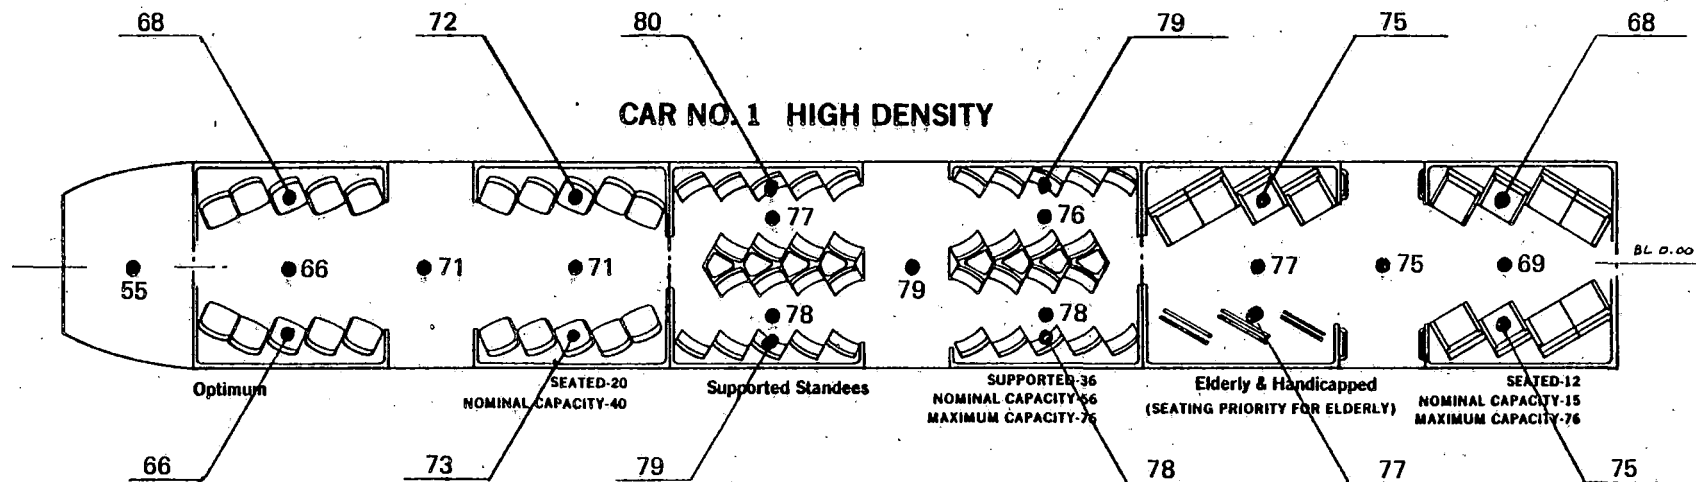 68 72 80 79 75 68
CAR NO. 1 HIGH DENSITY
77 76
55 66 71 71 79 77 75 69 BL 0.00
78 78
Optimum SEATED-20 Supported Standees SUPPORTED-36 Elderly & Handicapped SEATED-12
NOMINAL CAPACITY-40 NOMINAL CAPACITY-56 (SEATING PRIORITY FOR ELDERLY) NOMINAL CAPACITY-15
MAXIMUM CAPACITY-75 MAXIMUM CAPACITY-76
66 73 79 78 77 75